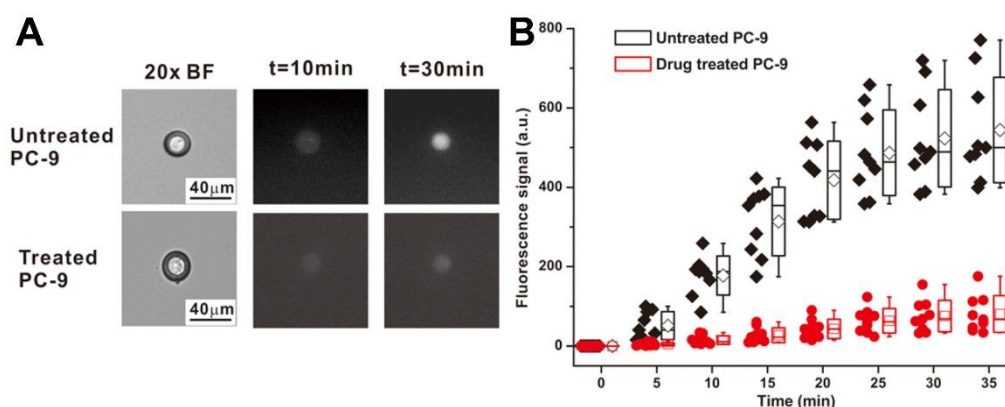 A
20x BF
t=10min
t=30min
Untreated
PC-9
40μm
Treated
PC-9
40μm
B
Untreated PC-9
Drug treated PC-9
Fluorescence signal (a.u.)
600
400
200
0
0 5 10 15 20 25 30 35
Time (min)